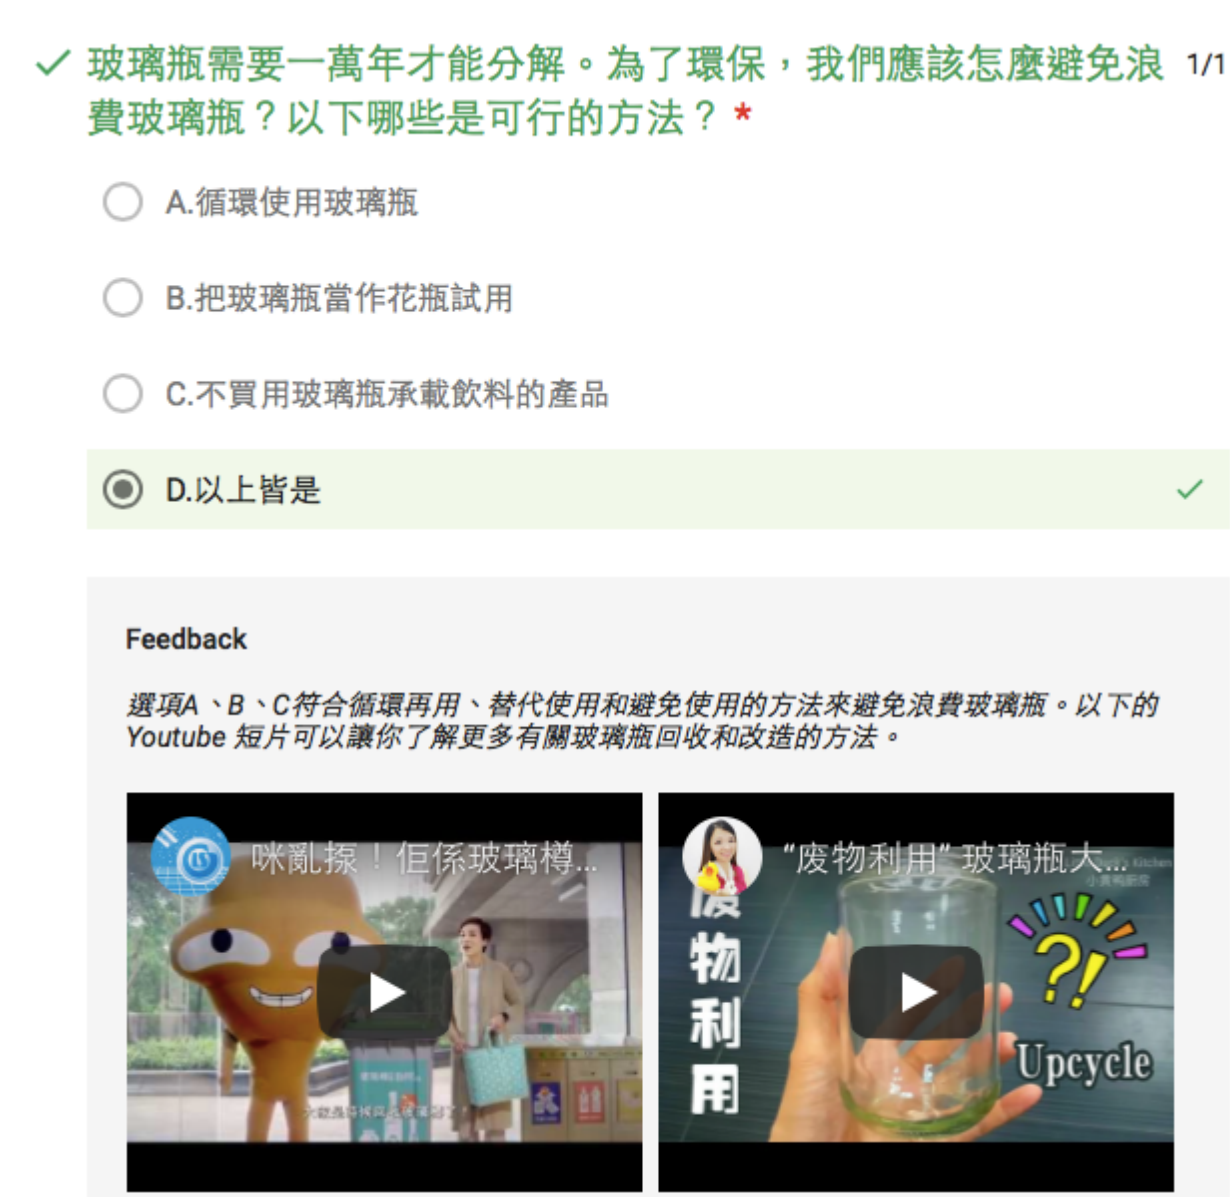 玻璃瓶需要一萬年才能分解。為了環保，我們應該怎麼避免浪 1/1
費玻璃瓶？以下哪些是可行的方法？ *
A.循環使用玻璃瓶
B.把玻璃瓶當作花瓶試用
C.不買用玻璃瓶承載飲料的產品
D.以上皆是
Feedback
選項A、B、C符合循環再用、替代使用和避免使用的方法來避免浪費玻璃瓶。以下的
Youtube 短片可以讓你了解更多有關玻璃瓶回收和改造的方法。
咪亂揼！佢係玻璃樽...
“废物利用” 玻璃瓶大...
Kitchen
小黄鸭厨房
废物利用
?!
Upcycle